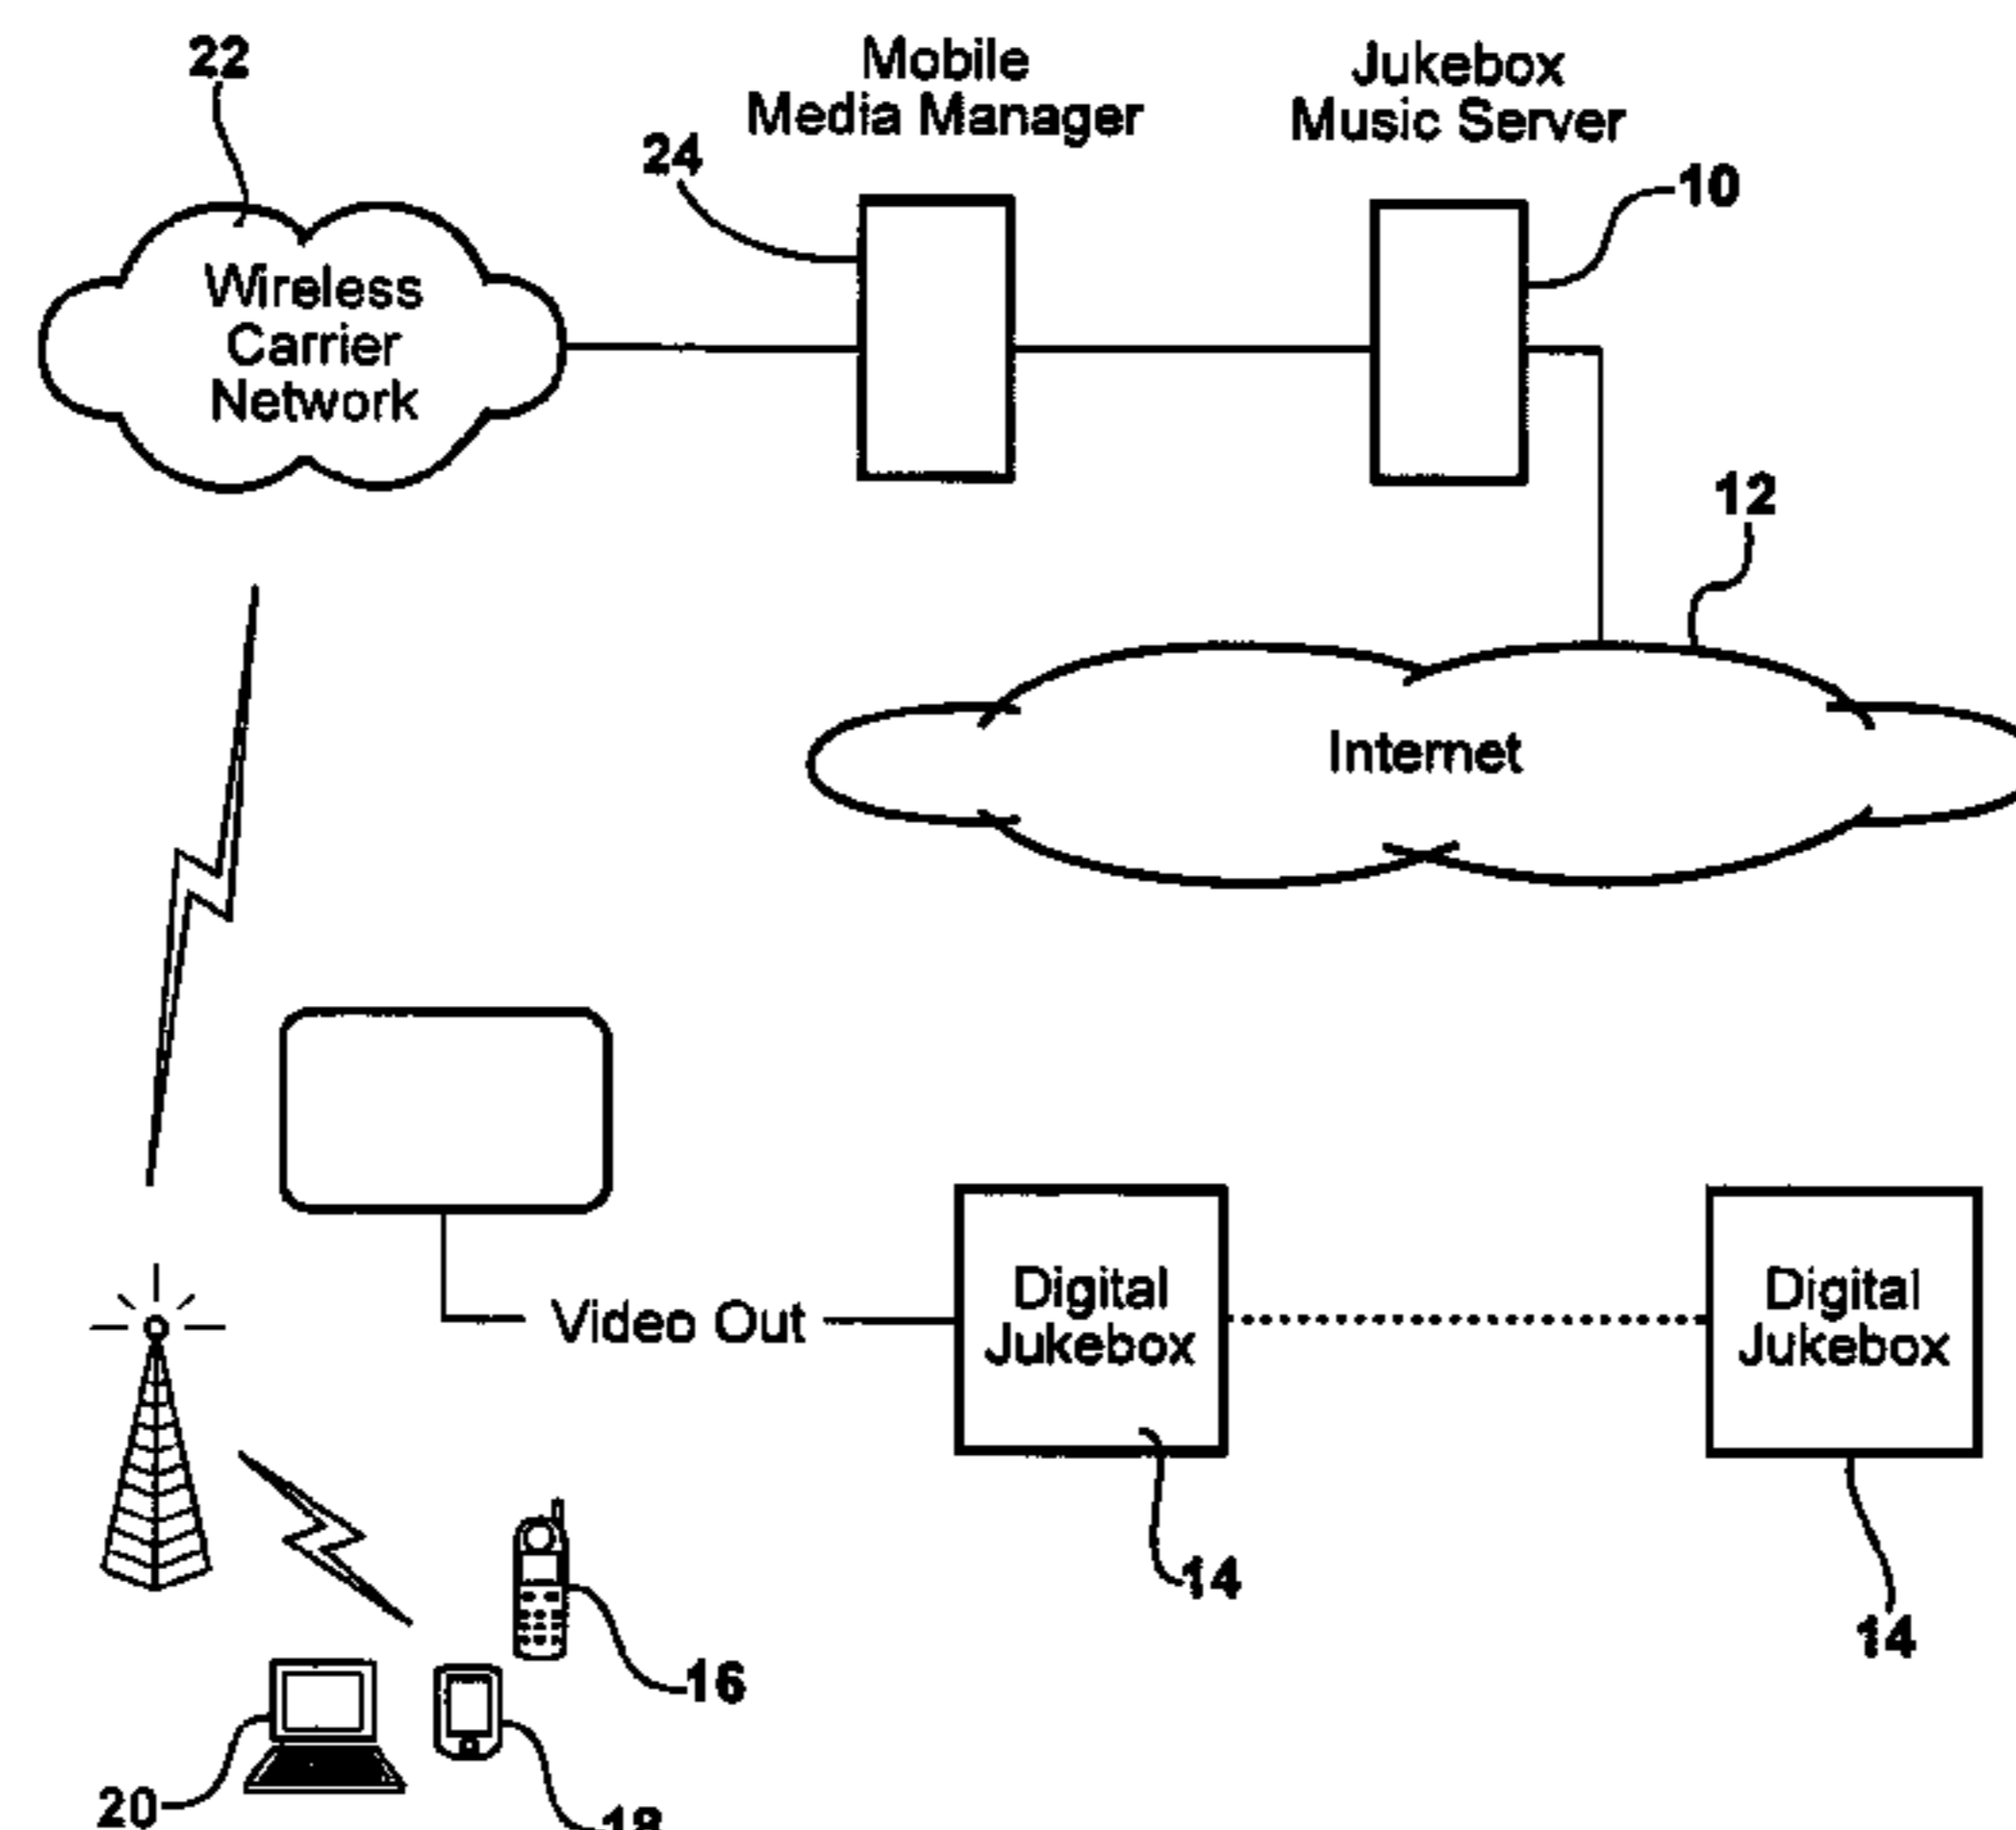 22
Mobile
Media Manager
Jukebox
Music Server
24
10
Wireless
Carrier
Network
12
Internet
Video Out
Digital
Jukebox
Digital
Jukebox
14
14
16
20
18